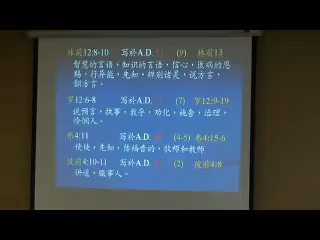 林前12:8-10 写於A.D. (9) 林前13
智慧的言语,知识的言语,信心,医病的恩
赐,行异能,先知,辨别诸灵,说方言,
翻方言。
罗12:6-8 写於A.D. (7) 罗12:9-19
说预言,执事,教导,劝化,施舍,治理,
怜悯人。
弗4:11 写於A.D. (4-5) 弗4:15-6
使徒,先知,传福音的,牧师和教师
彼前4:10-11 写於A.D. (2) 彼前4:8
讲道,服事人。